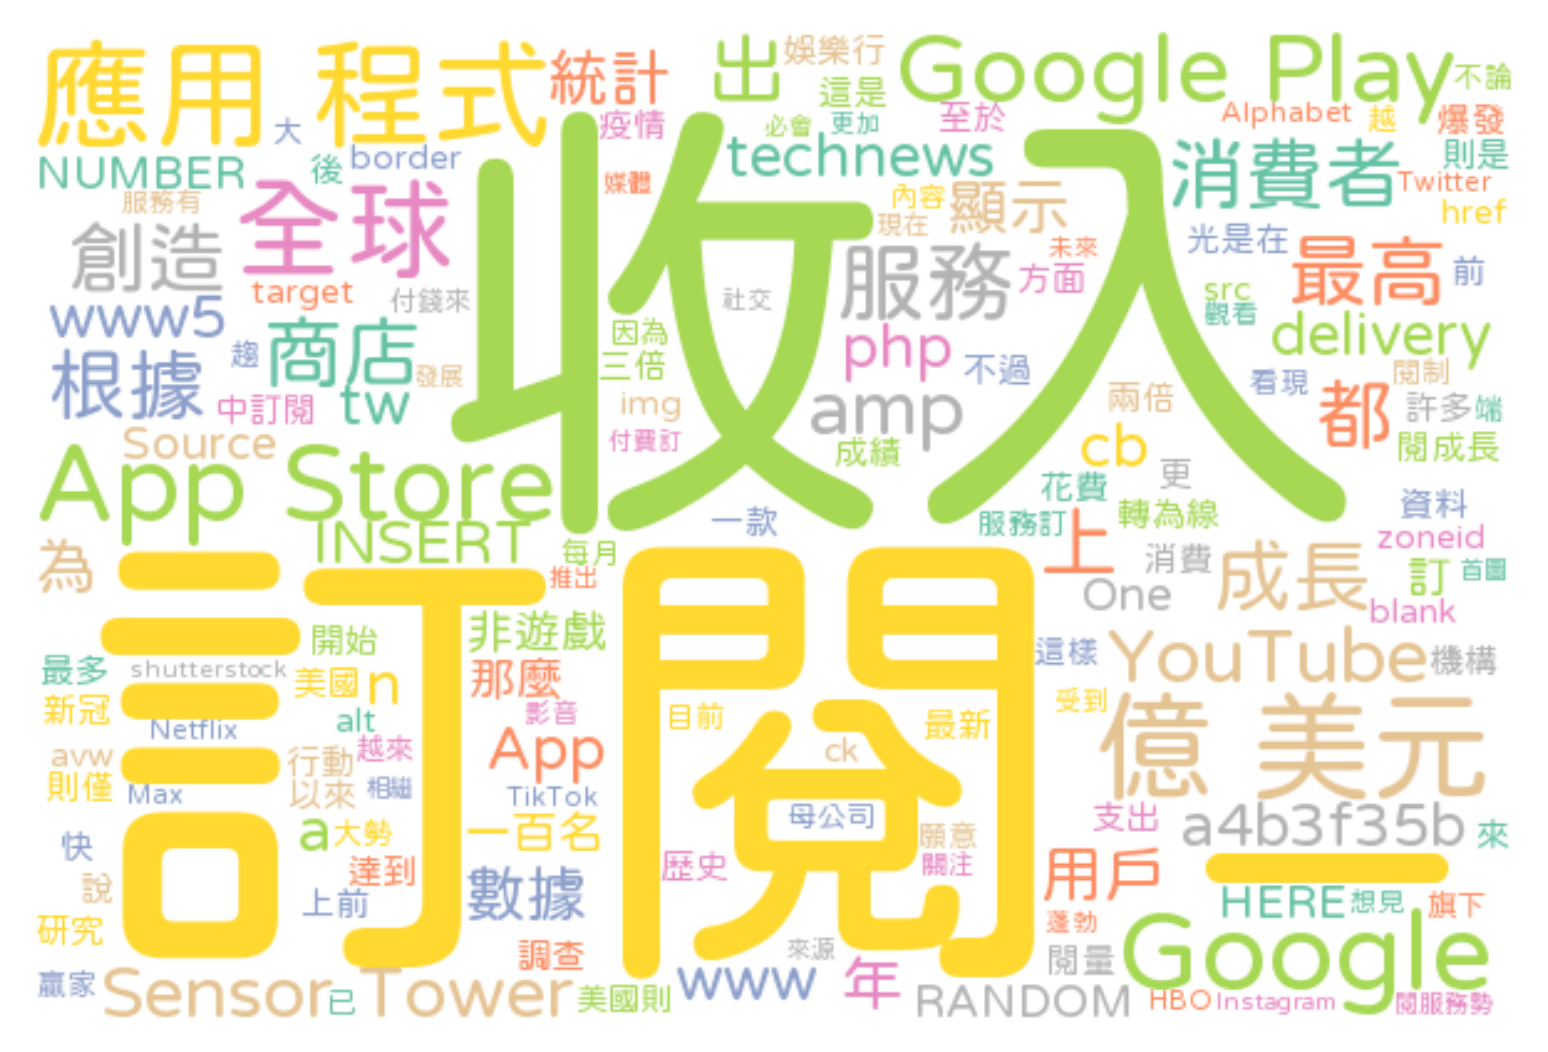 應用 程式
統計
出
娛樂行
Google Play
不論
這是
大
疫情
必會
更加
至於
Alphabet
越
爆發
NUMBER
後
border
收入
technews
消費者
則是
媒體
Twitter
服務有
全球
內容
顯示
現在
href
創造
光是在
最高
前
未來
方面
target
付錢來
社交
服務
src
觀看
www5
商店
因為
delivery
根據
趨
發展
三倍
php
不過
看現
閱制
中訂閱
tw
img
amp
兩倍
都
許多
端
Source
付費訂
成績
cb
閱成長
App Store
更
花費
資料
INSERT
一款
服務訂
轉為線
上
zoneid
為
每月
推出
消費
成長
訂
首圖
訂閱
One
blank
開始
非遊戲
這樣
YouTube
機構
最多
shutterstock
美國
n
那麼
新冠
影音
目前
最新
受到
億 美元
Netflix
alt
avw
行動
越來
App
ck
則僅
Max
以來
相繼
TikTok
母公司
支出
a4b3f35b
來
快
a
大勢
一百名
願意
一
達到
歷史
關注
用戶
說
上前
數據
HERE
想見
旗下
研究
蓬勃
調查
來源
閱量
Google
贏家
Sensor Tower
已
美國則
www
年
RANDOM
HBO
Instagram
閱服務勢